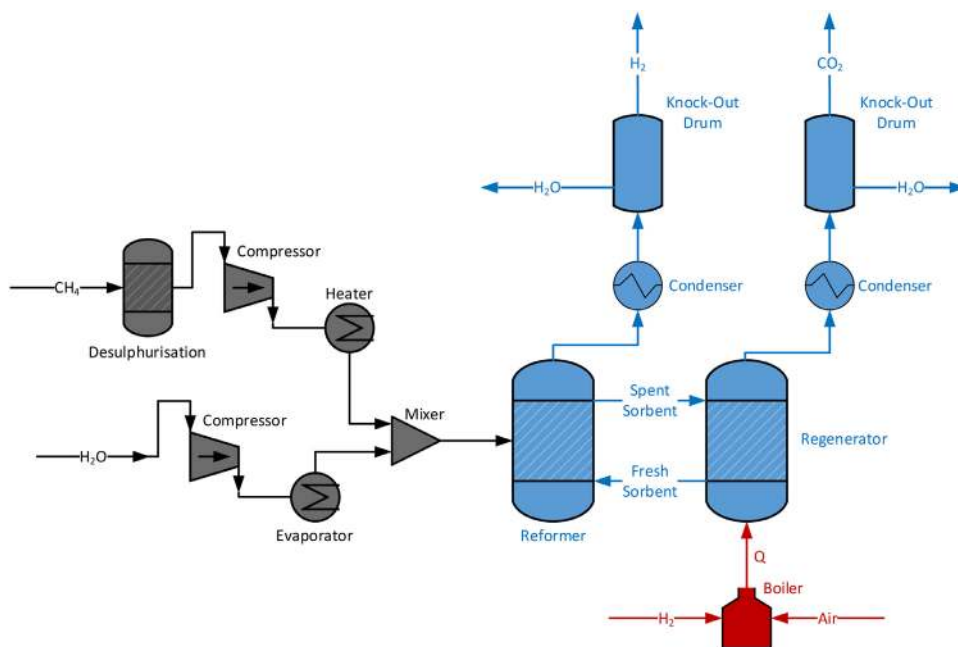 H₂
CO₂
Knock-Out
Drum
Knock-Out
Drum
H₂O
H₂O
Compressor
Condenser
Condenser
CH₄
Heater
Desulphurisation
Spent
Sorbent
Compressor
Mixer
Regenerator
H₂O
Fresh
Sorbent
Evaporator
Reformer
Q
Boiler
H₂
Air